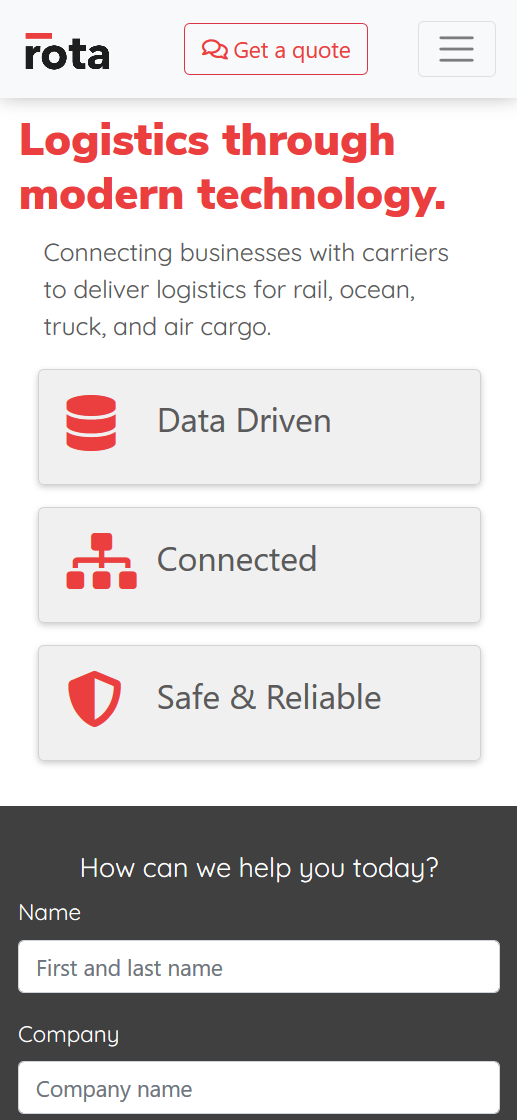 rota
Get a quote
Logistics through
modern technology.
Connecting businesses with carriers
to deliver logistics for rail, ocean,
truck, and air cargo.
Data Driven
Connected
Safe & Reliable
How can we help you today?
Name
First and last name
Company
Company name